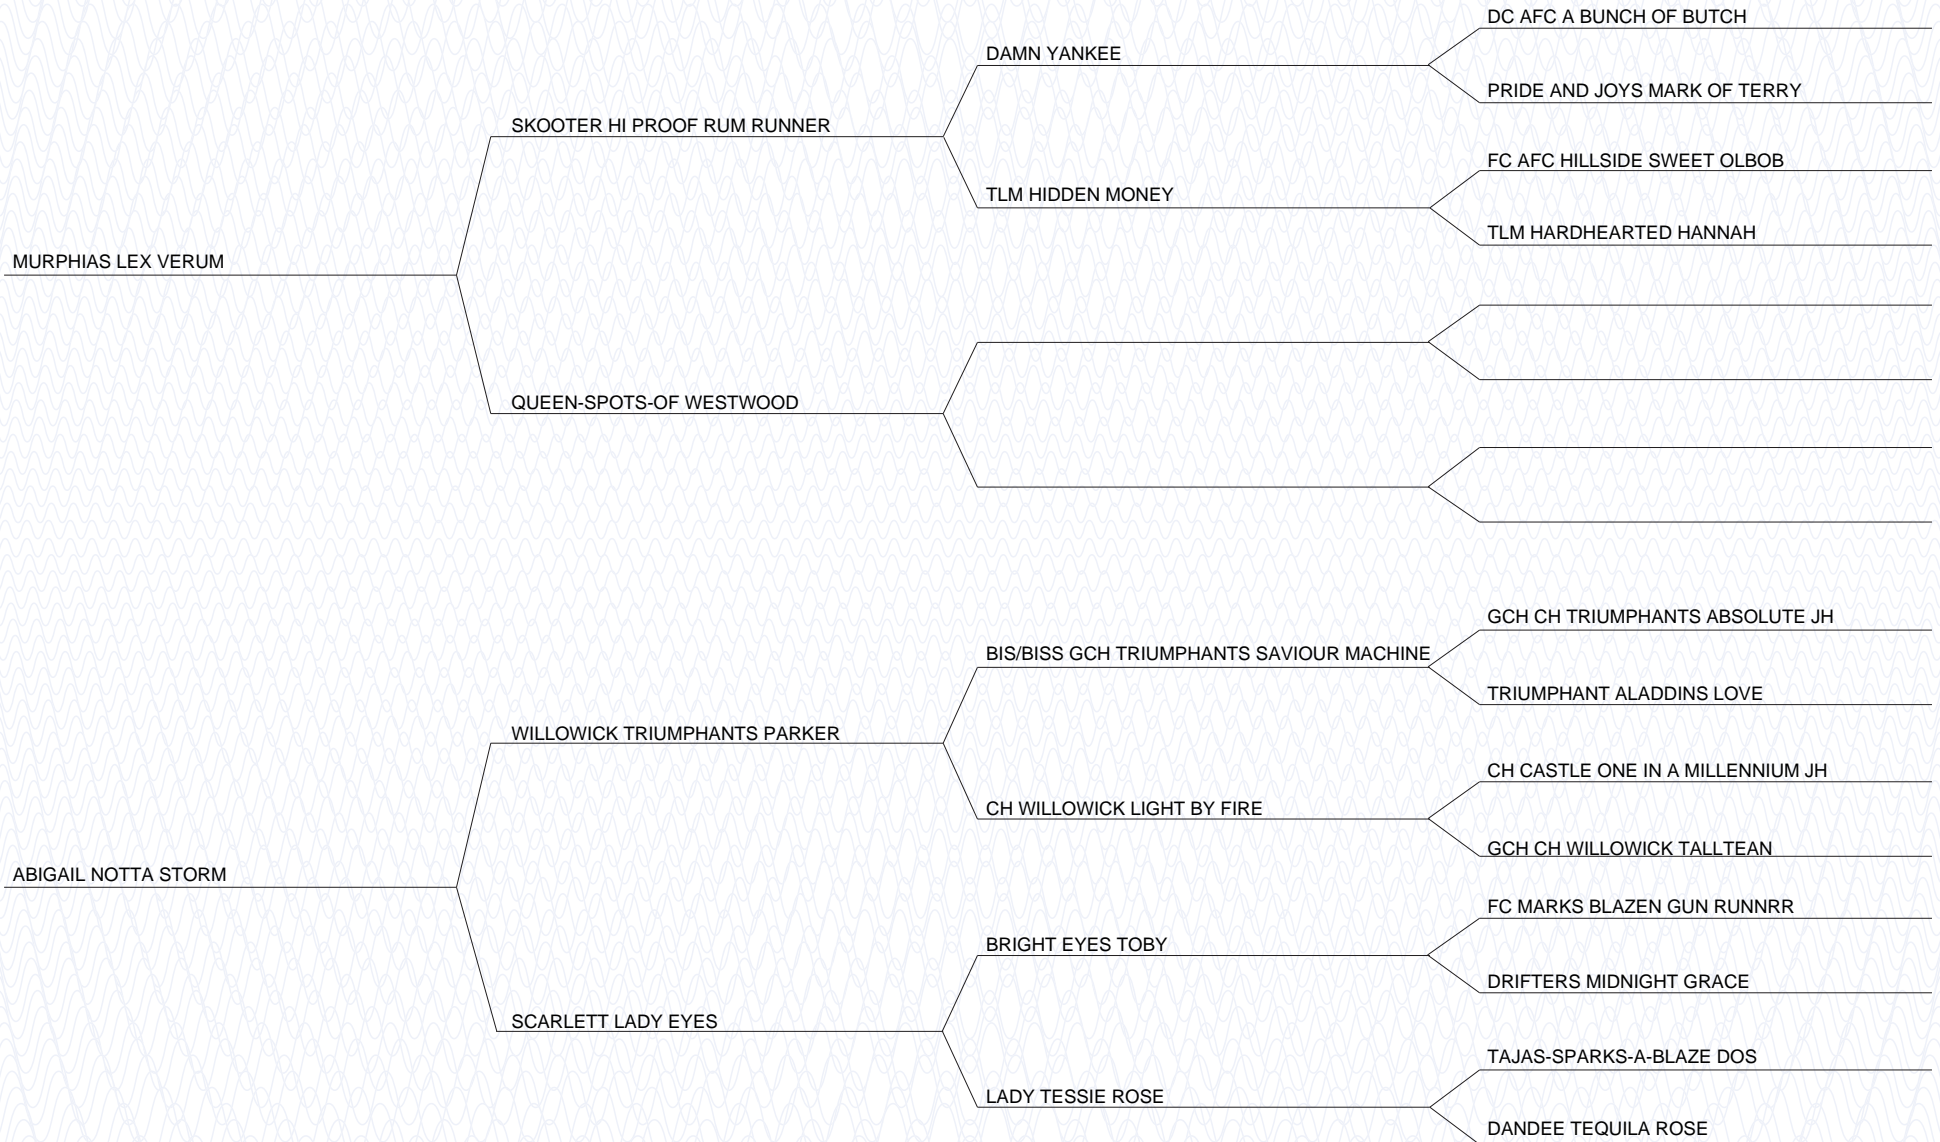 DC AFC A BUNCH OF BUTCH
DAMN YANKEE
PRIDE AND JOYS MARK OF TERRY
SKOOTER HI PROOF RUM RUNNER
FC AFC HILLSIDE SWEET OLBOB
TLM HIDDEN MONEY
TLM HARDHEARTED HANNAH
MURPHIAS LEX VERUM
QUEEN-SPOTS-OF WESTWOOD
GCH CH TRIUMPHANTS ABSOLUTE JH
BIS/BISS GCH TRIUMPHANTS SAVIOUR MACHINE
TRIUMPHANT ALADDINS LOVE
WILLOWICK TRIUMPHANTS PARKER
CH CASTLE ONE IN A MILLENNIUM JH
CH WILLOWICK LIGHT BY FIRE
GCH CH WILLOWICK TALLTEAN
ABIGAIL NOTTA STORM
FC MARKS BLAZEN GUN RUNNRR
BRIGHT EYES TOBY
DRIFTERS MIDNIGHT GRACE
SCARLETT LADY EYES
TAJAS-SPARKS-A-BLAZE DOS
LADY TESSIE ROSE
DANDEE TEQUILA ROSE